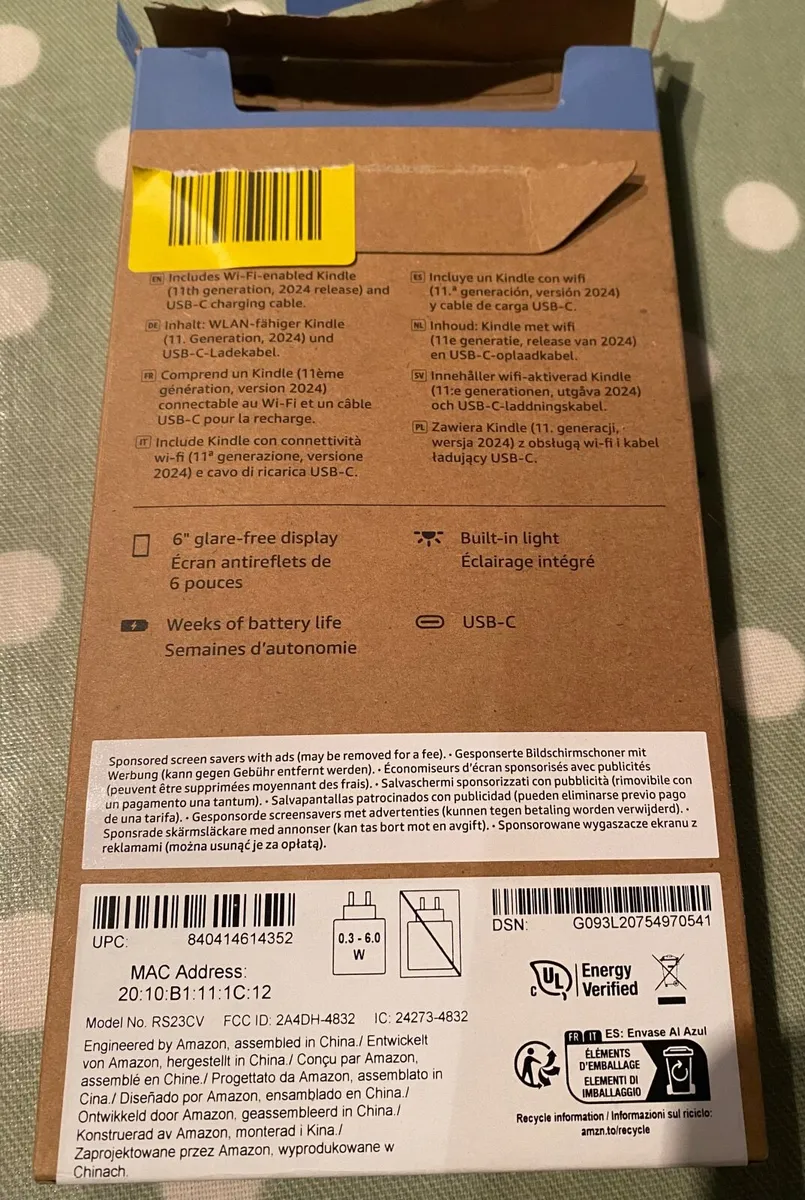 EN Includes Wi-Fi-enabled Kindle
(11th generation, 2024 release) and
USB-C charging cable.
DE Inhalt: WLAN-fähiger Kindle
(11. Generation, 2024) und
USB-C-Ladekabel.
FR Comprend un Kindle (11ème
génération, version 2024)
connectable au Wi-Fi et un câble
USB-C pour la recharge.
IT Include Kindle con connettività
wi-fi (11ª generazione, versione
2024) e cavo di ricarica USB-C.
ES Incluye un Kindle con wifi
(11.ª generación, versión 2024)
y cable de carga USB-C.
NL Inhoud: Kindle met wifi
(11e generatie, release van 2024)
en USB-C-oplaadkabel.
SV Innehåller wifi-aktiverad Kindle
(11:e generationen, utgåva 2024)
och USB-C-laddningskabel.
PL Zawiera Kindle (11. generacji,
wersja 2024) z obsługą wi-fi i kabel
ładujący USB-C.
6" glare-free display
Écran antireflets de
6 pouces
Built-in light
Éclairage intégré
Weeks of battery life
Semaines d'autonomie
USB-C
Sponsored screen savers with ads (may be removed for a fee). • Gesponserte Bildschirmschoner mit
Werbung (kann gegen Gebühr entfernt werden). • Économiseurs d'écran sponsorisés avec publicités
(peuvent être supprimées moyennant des frais). • Salvaschermi sponsorizzati con pubblicità (rimovibile con
un pagamento una tantum). • Salvapantallas patrocinados con publicidad (pueden eliminarse previo pago
de una tarifa). • Gesponsorde screensavers met advertenties (kunnen tegen betaling worden verwijderd). •
Sponsrade skärmsläckare med annonser (kan tas bort mot en avgift). • Sponsorowane wygaszacze ekranu z
reklamami (można usunąć je za opłatą).
UPC: 840414614352
0.3 - 6.0
W
DSN: G093L20754970541
MAC Address:
20:10:B1:11:1C:12
c UL Energy
Verified
Model No. RS23CV FCC ID: 2A4DH-4832 IC: 24273-4832
Engineered by Amazon, assembled in China./ Entwickelt
von Amazon, hergestellt in China./ Conçu par Amazon,
assemblé en Chine./ Progettato da Amazon, assemblato in
Cina./ Diseñado por Amazon, ensamblado en China./
Ontwikkeld door Amazon, geassembleerd in China./
Konstruerad av Amazon, monterad i Kina./
Zaprojektowane przez Amazon, wyprodukowane w
Chinach.
FR IT ES: Envase Al Azul
ÉLÉMENTS
D'EMBALLAGE
ELEMENTI DI
IMBALLAGGIO
Recycle information / Informazioni sul riciclo:
amzn.to/recycle